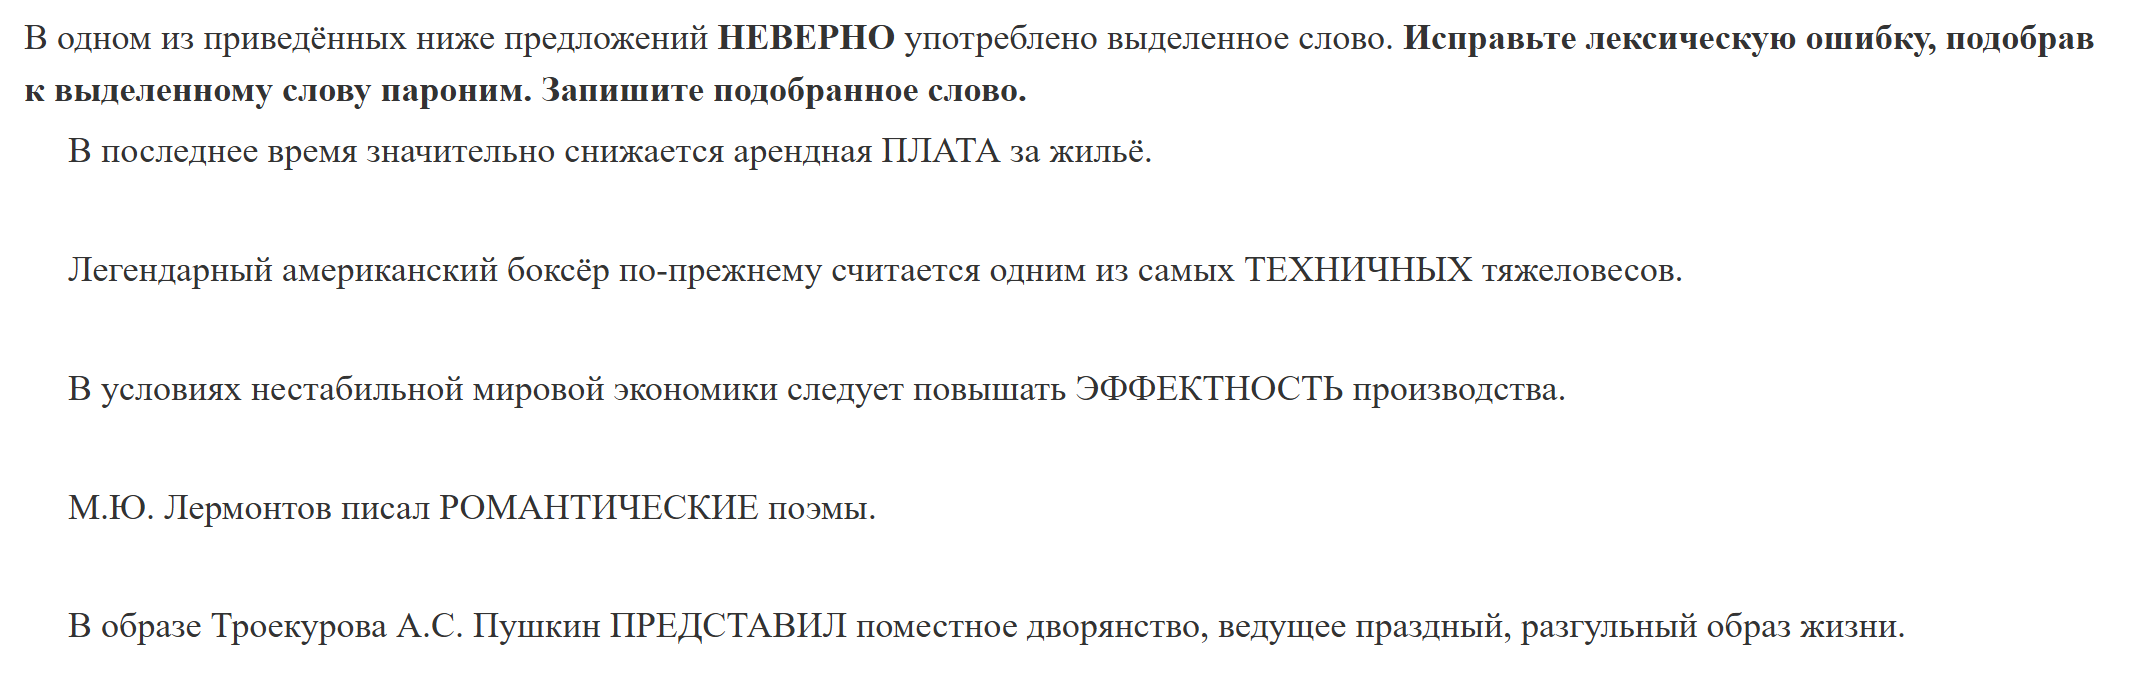 В одном из приведённых ниже предложений НЕВЕРНО употреблено выделенное слово. Исправьте лексическую ошибку, подобрав
к выделенному слову пароним. Запишите подобранное слово.
В последнее время значительно снижается арендная ПЛАТА за жильё.
Легендарный американский боксёр по-прежнему считается одним из самых ТЕХНИЧНЫХ тяжеловесов.
В условиях нестабильной мировой экономики следует повышать ЭФФЕКТНОСТЬ производства.
М.Ю. Лермонтов писал РОМАНТИЧЕСКИЕ поэмы.
В образе Троекурова А.С. Пушкин ПРЕДСТАВИЛ поместное дворянство, ведущее праздный, разгульный образ жизни.